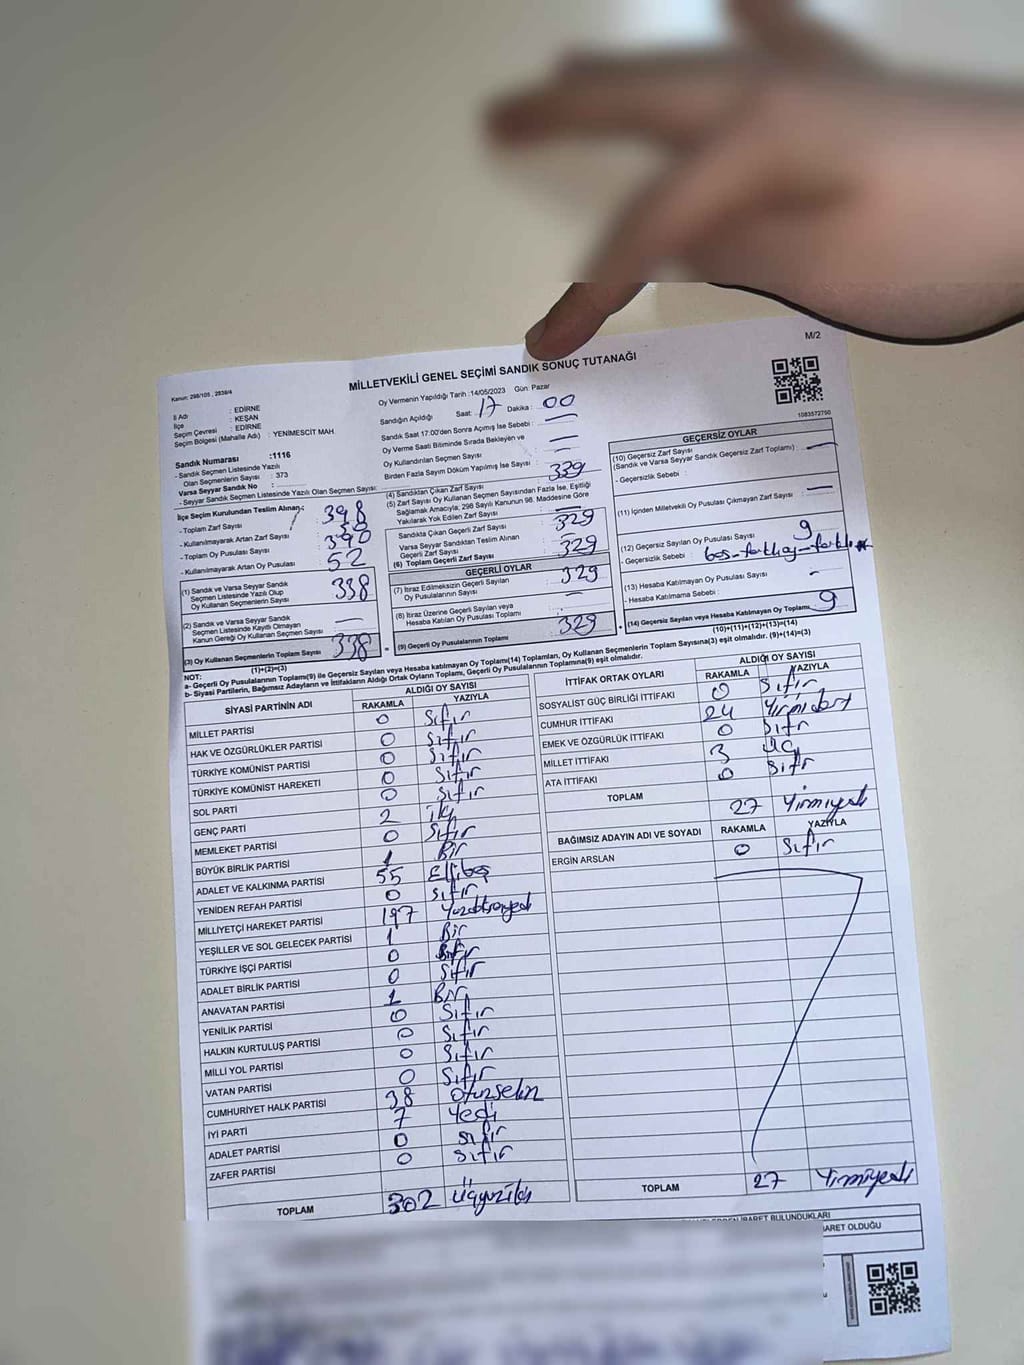 M/2
Kanun: 298/105 , 2839/4
MİLLETVEKİLİ GENEL SEÇİMİ SANDIK SONUÇ TUTANAĞI
İl Adı : EDİRNE
İlçe : KEŞAN
Seçim Çevresi : EDİRNE
Seçim Bölgesi (Mahalle Adı) : YENİMESCİT MAH.
Sandık Numarası :1116
- Sandık Seçmen Listesinde Yazılı
Olan Seçmenlerin Sayısı : 373
Varsa Seyyar Sandık No :
- Seyyar Sandık Seçmen Listesinde Yazılı Olan Seçmen Sayısı:
Oy Vermenin Yapıldığı Tarih :14/05/2023 Gün: Pazar
Sandığın Açıldığı Saat: 17 Dakika : 00
Sandık Saat 17:00'den Sonra Açılmış İse Sebebi : —
Oy Verme Saati Bitiminde Sırada Bekleyen ve
Oy Kullandırılan Seçmen Sayısı : —
Birden Fazla Sayım Döküm Yapılmış İse Sayısı : —
1083572750
İlçe Seçim Kurulundan Teslim Alınan ;
- Toplam Zarf Sayısı : 398
- Kullanılmayarak Artan Zarf Sayısı :
- Toplam Oy Pusulası Sayısı : 390
- Kullanılmayarak Artan Oy Pusulası : 52
(1) Sandık ve Varsa Seyyar Sandık
Seçmen Listesinde Yazılı Olup
Oy Kullanan Seçmenlerin Sayısı : 338
(2) Sandık ve Varsa Seyyar Sandık
Seçmen Listesinde Kayıtlı Olmayan
Kanun Gereği Oy Kullanan Seçmen Sayısı : —
(3) Oy Kullanan Seçmenlerin Toplam Sayısı : 338
(1)+(2)=(3)
(4) Sandıktan Çıkan Zarf Sayısı : 339
(5) Zarf Sayısı Oy Kullanan Seçmen Sayısından Fazla İse, Eşitliği
Sağlamak Amacıyla; 298 Sayılı Kanunun 98. Maddesine Göre
Yakılarak Yok Edilen Zarf Sayısı : —
Sandıkta Çıkan Geçerli Zarf Sayısı : 329
Varsa Seyyar Sandıktan Teslim Alınan
Geçerli Zarf Sayısı
(6) Toplam Geçerli Zarf Sayısı : 329
GEÇERLİ OYLAR
(7) İtiraz Edilmeksizin Geçerli Sayılan
Oy Pusulalarının Sayısı : 329
(8) İtiraz Üzerine Geçerli Sayılan veya
Hesaba Katılan Oy Pusulası Toplamı : —
(9) Geçerli Oy Pusulalarının Toplamı : 329
GEÇERSİZ OYLAR
(10) Geçersiz Zarf Sayısı
(Sandık ve Varsa Seyyar Sandık Geçersiz Zarf Toplamı) : —
- Geçersizlik Sebebi :
(11) İçinden Milletvekili Oy Pusulası Çıkmayan Zarf Sayısı : —
(12) Geçersiz Sayılan Oy Pusulası Sayısı : 9
- Geçersizlik Sebebi :
(13) Hesaba Katılmayan Oy Pusulası Sayısı : —
- Hesaba Katılmama Sebebi :
(14) Geçersiz Sayılan veya Hesaba Katılmayan Oy Toplamı : 9
(10)+(11)+(12)+(13)=(14)
NOT:
a- Geçerli Oy Pusulalarının Toplamı(9) ile Geçersiz Sayılan veya Hesaba katılmayan Oy Toplamı(14) Toplamları, Oy Kullanan Seçmenlerin Toplam Sayısına(3) eşit olmalıdır. (9)+(14)=(3)
b- Siyasi Partilerin, Bağımsız Adayların ve İttifakların Aldığı Ortak Oyların Toplamı, Geçerli Oy Pusulalarının Toplamına(9) eşit olmalıdır.
SİYASİ PARTİNİN ADI ALDIĞI OY SAYISI
RAKAMLA YAZIYLA
MİLLET PARTİSİ 0 Sıfır
HAK VE ÖZGÜRLÜKLER PARTİSİ 0 Sıfır
TÜRKİYE KOMÜNİST PARTİSİ 0 Sıfır
TÜRKİYE KOMÜNİST HAREKETİ 0 Sıfır
SOL PARTİ 0 Sıfır
GENÇ PARTİ 2 iki
MEMLEKET PARTİSİ 0 Sıfır
BÜYÜK BİRLİK PARTİSİ 1 Bir
ADALET VE KALKINMA PARTİSİ 55 Ellibeş
YENİDEN REFAH PARTİSİ 0 Sıfır
MİLLİYETÇİ HAREKET PARTİSİ 197 Yüzdoksanyedi
YEŞİLLER VE SOL GELECEK PARTİSİ 1 Bir
TÜRKİYE İŞÇİ PARTİSİ 0 Sıfır
ADALET BİRLİK PARTİSİ 0 Sıfır
ANAVATAN PARTİSİ 1 Bir
YENİLİK PARTİSİ 0 Sıfır
HALKIN KURTULUŞ PARTİSİ 0 Sıfır
MİLLİ YOL PARTİSİ 0 Sıfır
VATAN PARTİSİ 0 Sıfır
CUMHURİYET HALK PARTİSİ 38 Otuzsekiz
İYİ PARTİ 7 Yedi
ADALET PARTİSİ 0 Sıfır
ZAFER PARTİSİ 0 Sıfır
TOPLAM 302 Üçyüziki
İTTİFAK ORTAK OYLARI ALDIĞI OY SAYISI
RAKAMLA YAZIYLA
SOSYALİST GÜÇ BİRLİĞİ İTTİFAKI 0 Sıfır
CUMHUR İTTİFAKI 24 Yirmidört
EMEK VE ÖZGÜRLÜK İTTİFAKI 0 Sıfır
MİLLET İTTİFAKI 3 Üç
ATA İTTİFAKI 0 Sıfır
TOPLAM 27 Yirmiyedi
BAĞIMSIZ ADAYIN ADI VE SOYADI RAKAMLA YAZIYLA
ERGİN ARSLAN 0 Sıfır
TOPLAM 27 Yirmiyedi
İBARET BULUNDUKLARI
İBARET OLDUĞU